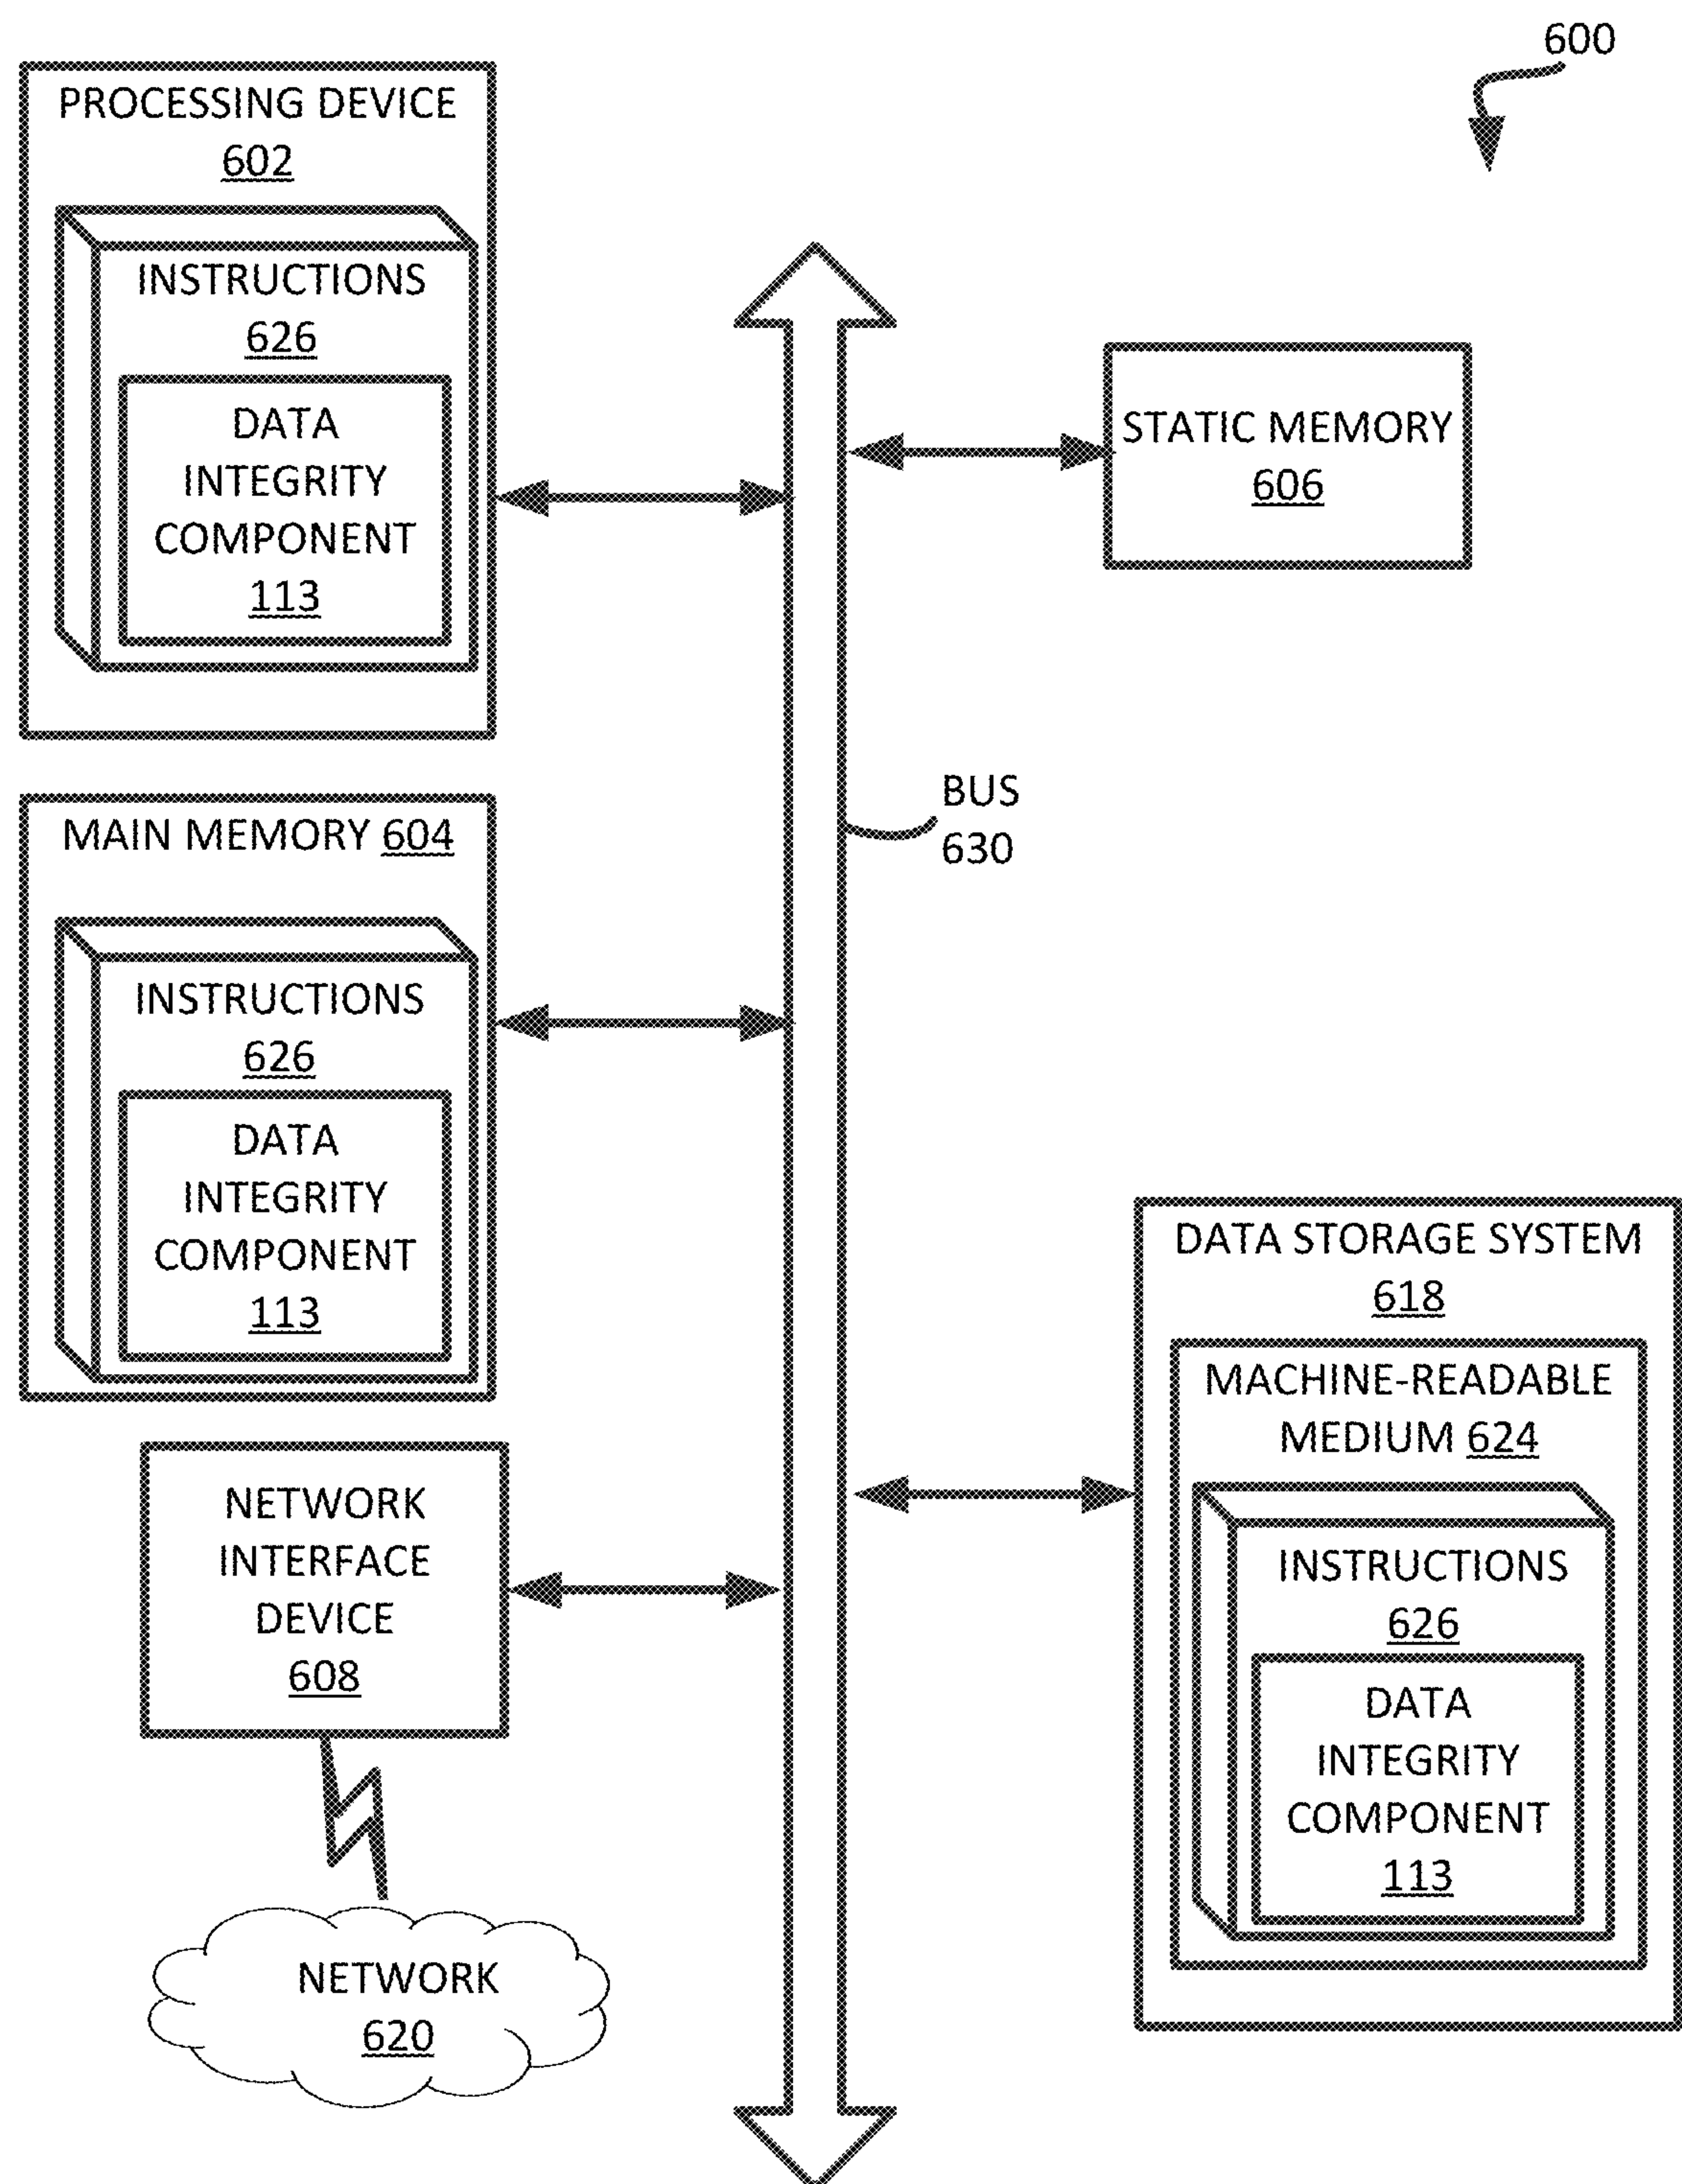 600
PROCESSING DEVICE
602
INSTRUCTIONS
626
DATA
INTEGRITY
COMPONENT
113
STATIC MEMORY
606
BUS
630
MAIN MEMORY 604
INSTRUCTIONS
626
DATA
INTEGRITY
COMPONENT
113
DATA STORAGE SYSTEM
618
MACHINE-READABLE
MEDIUM 624
INSTRUCTIONS
626
DATA
INTEGRITY
COMPONENT
113
NETWORK
INTERFACE
DEVICE
608
NETWORK
620